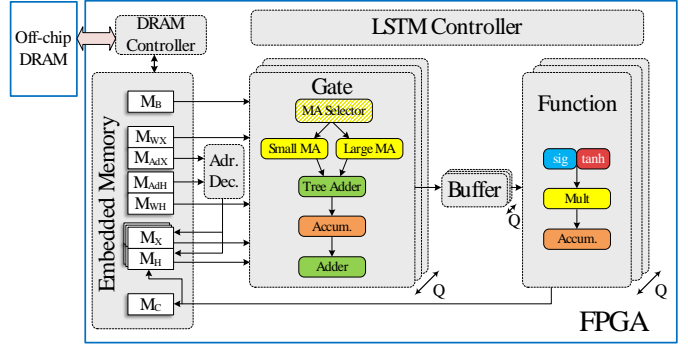 Off-chip
DRAM
DRAM
Controller
LSTM Controller
Embedded Memory
M_B
M_WX
M_AdX
M_AdH
M_WH
M_X
M_H
M_C
Adr.
Dec.
Gate
MA Selector
Small MA
Large MA
Tree Adder
Accum.
Adder
Q
Buffer
Q
Function
sig
tanh
Mult
Accum.
Q
FPGA